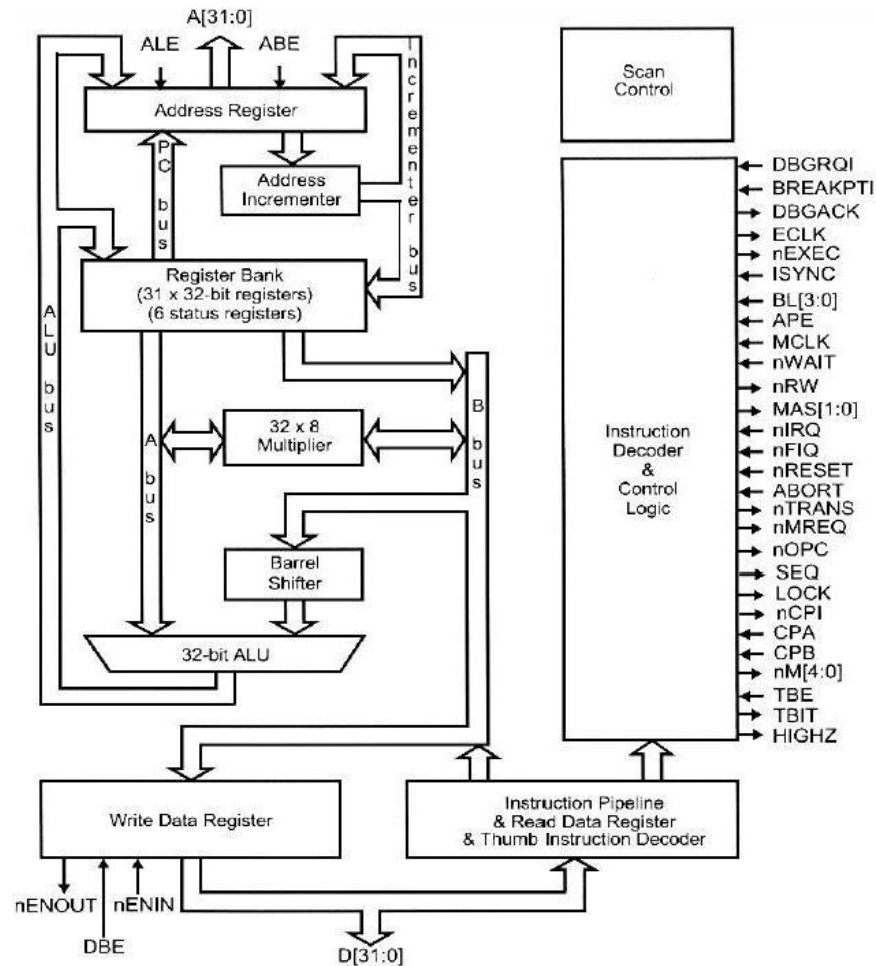 A[31:0]
ALE
ABE
Scan
Control
Address Register
Incrementer bus
PC bus
Address
Incrementer
Register Bank
(31 x 32-bit registers)
(6 status registers)
ALU bus
A bus
32 x 8
Multiplier
B bus
Barrel
Shifter
32-bit ALU
Instruction
Decoder
&
Control
Logic
DBGRQI
BREAKPTI
DBGACK
ECLK
nEXEC
ISYNC
BL[3:0]
APE
MCLK
nWAIT
nRW
MAS[1:0]
nIRQ
nFIQ
nRESET
ABORT
nTRANS
nMREQ
nOPC
SEQ
LOCK
nCPI
CPA
CPB
nM[4:0]
TBE
TBIT
HIGHZ
Write Data Register
Instruction Pipeline
& Read Data Register
& Thumb Instruction Decoder
nENOUT
nENIN
DBE
D[31:0]